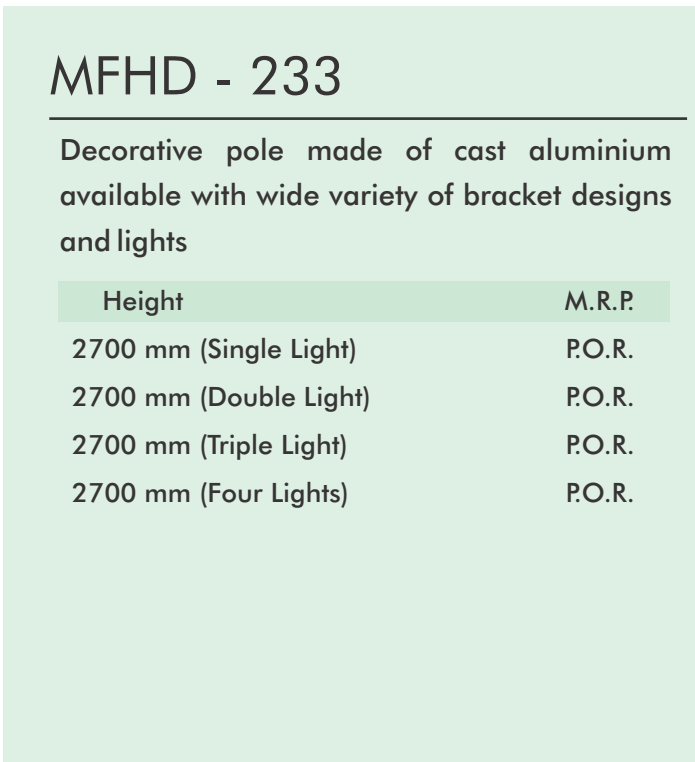 MFHD - 233
Decorative pole made of cast aluminium
available with wide variety of bracket designs
and lights
Height M.R.P.
2700 mm (Single Light) P.O.R.
2700 mm (Double Light) P.O.R.
2700 mm (Triple Light) P.O.R.
2700 mm (Four Lights) P.O.R.